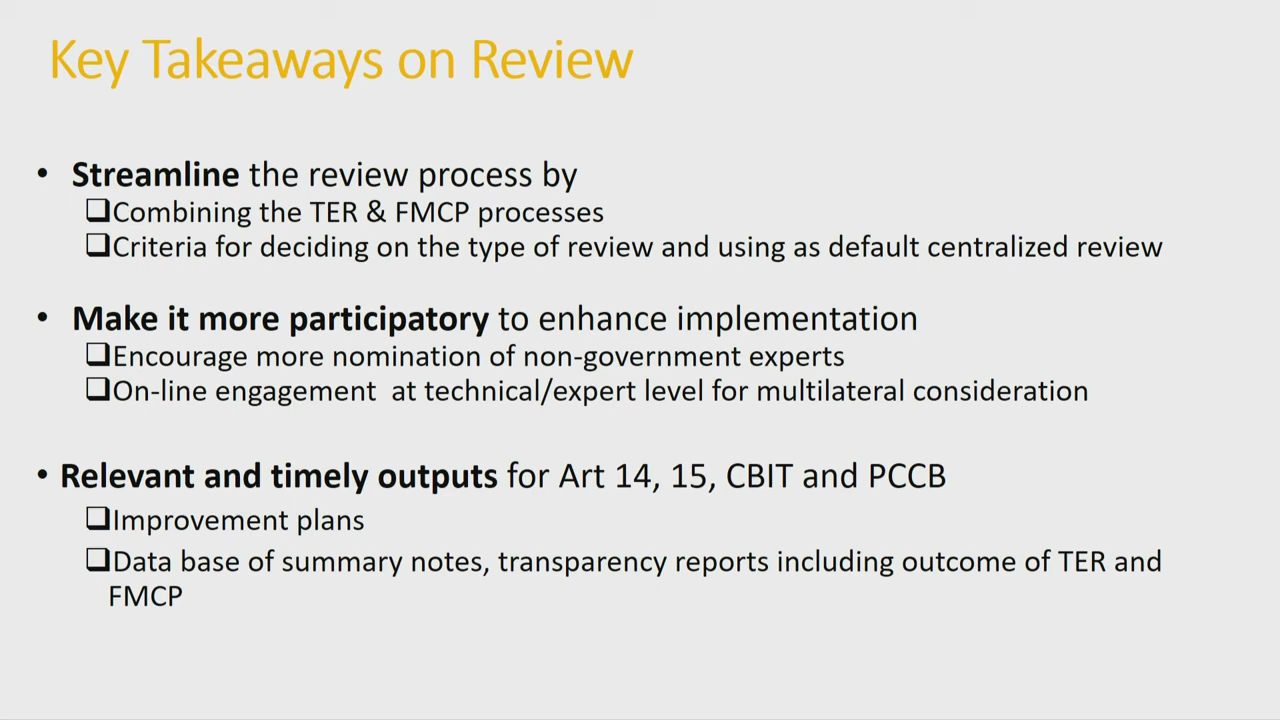 Key Takeaways on Review
• Streamline the review process by
❑Combining the TER & FMCP processes
❑Criteria for deciding on the type of review and using as default centralized review
• Make it more participatory to enhance implementation
❑Encourage more nomination of non-government experts
❑On-line engagement at technical/expert level for multilateral consideration
• Relevant and timely outputs for Art 14, 15, CBIT and PCCB
❑Improvement plans
❑Data base of summary notes, transparency reports including outcome of TER and
FMCP